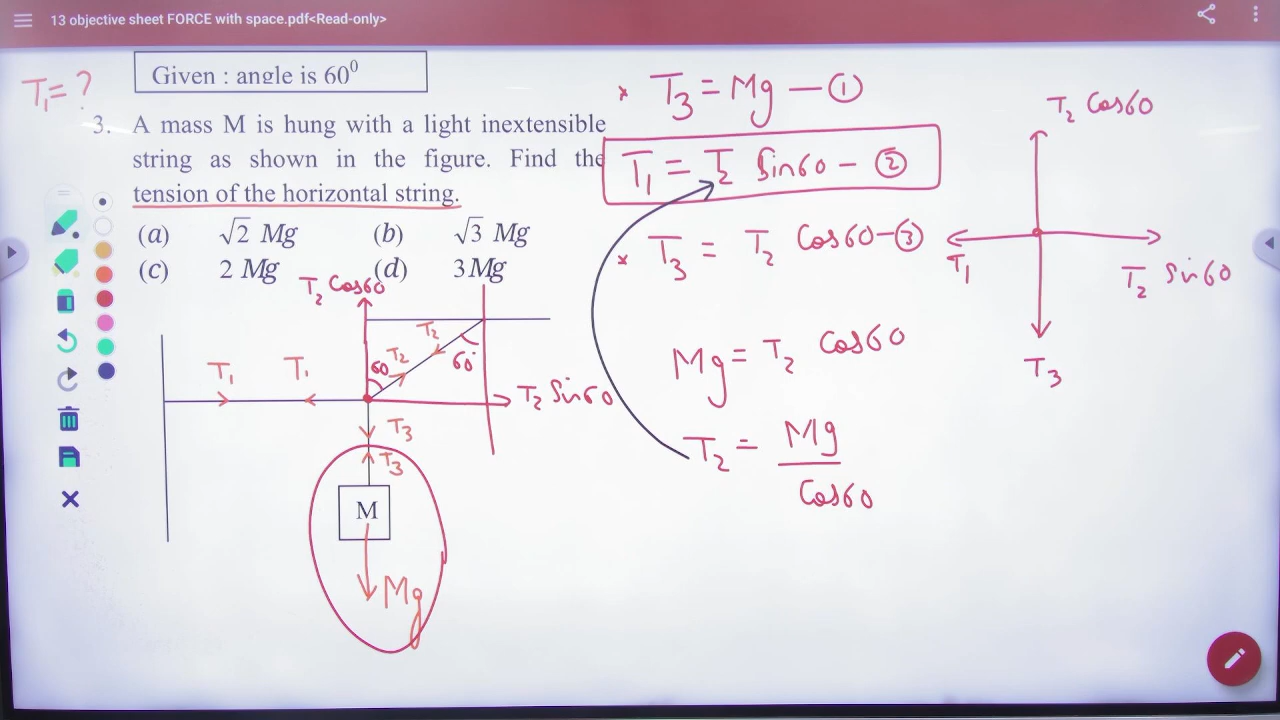 13 objective sheet FORCE with space.pdf<Read-only>
Given : angle is 60⁰
T₁ = ?
3. A mass M is hung with a light inextensible
string as shown in the figure. Find the
tension of the horizontal string.
(a) √2 Mg (b) √3 Mg
(c) 2 Mg (d) 3Mg
T₂ Cos60
T₂
T₂
60
60°
T₁ T₁
T₂ Sin60
T₃
T₃
M
Mg
* T₃ = Mg — ①
T₁ = T₂ Sin60 — ②
* T₃ = T₂ Cos60 — ③
Mg = T₂ Cos60
T₂ = Mg
Cos60
T₂ Cos60
T₁
T₂ Sin60
T₃